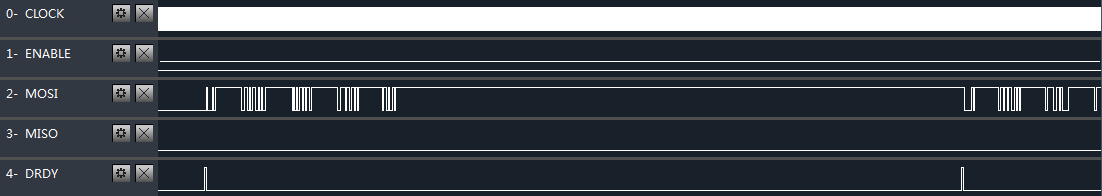 0- CLOCK
1- ENABLE
2- MOSI
3- MISO
4- DRDY